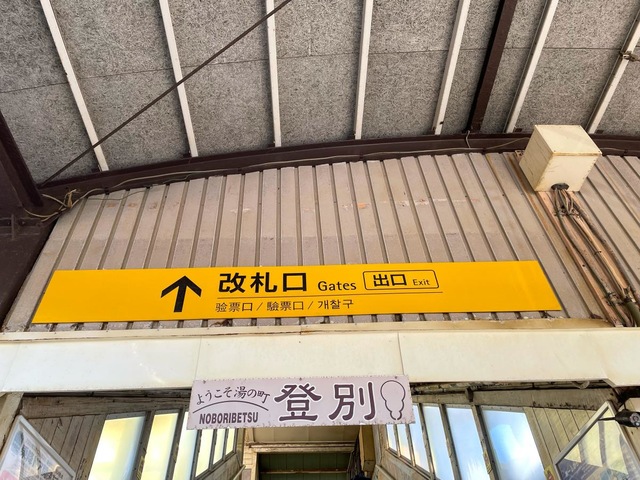 改札口 Gates 出口 Exit
验票口 / 驗票口 / 개찰구
ようこそ湯の町
NOBORIBETSU
登別